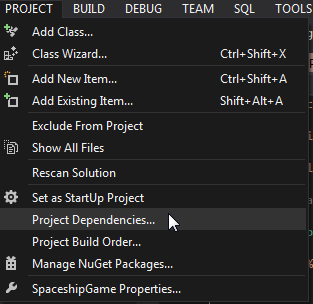 PROJECT BUILD DEBUG TEAM SQL TOOLS
Add Class...
Class Wizard... Ctrl+Shift+X
Add New Item... Ctrl+Shift+A
Add Existing Item... Shift+Alt+A
Exclude From Project
Show All Files
Rescan Solution
Set as StartUp Project
Project Dependencies...
Project Build Order...
Manage NuGet Packages...
SpaceshipGame Properties...